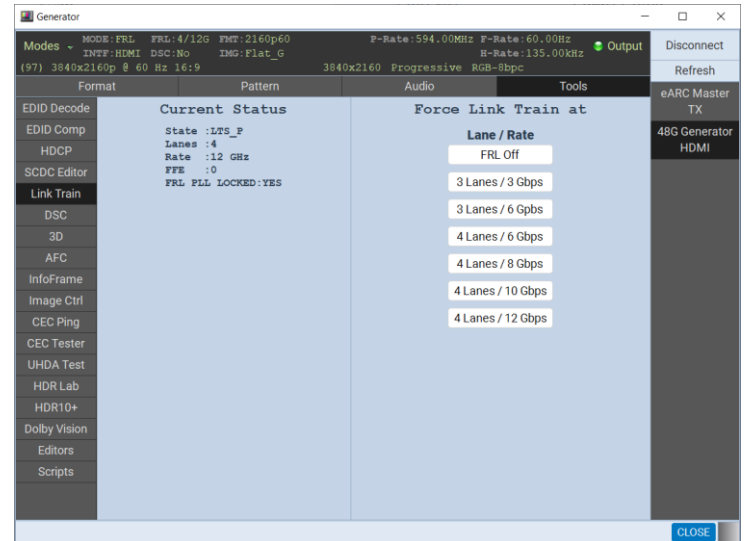 Generator
Modes MODE:FRL FRL:4/12G FMT:2160p60 P-Rate:594.00MHz F-Rate:60.00Hz
INTF:HDMI DSC:No IMG:Flat_G H-Rate:135.00kHz Output
(97) 3840x2160p @ 60 Hz 16:9 3840x2160 Progressive RGB-8bpc
Disconnect
Refresh
Format Pattern Audio Tools
eARC Master
TX
48G Generator
HDMI
EDID Decode
EDID Comp
HDCP
SCDC Editor
Link Train
DSC
3D
AFC
InfoFrame
Image Ctrl
CEC Ping
CEC Tester
UHDA Test
HDR Lab
HDR10+
Dolby Vision
Editors
Scripts
Current Status
State :LTS_P
Lanes :4
Rate :12 GHz
FFE :0
FRL PLL LOCKED:YES
Force Link Train at
Lane / Rate
FRL Off
3 Lanes / 3 Gbps
3 Lanes / 6 Gbps
4 Lanes / 6 Gbps
4 Lanes / 8 Gbps
4 Lanes / 10 Gbps
4 Lanes / 12 Gbps
CLOSE